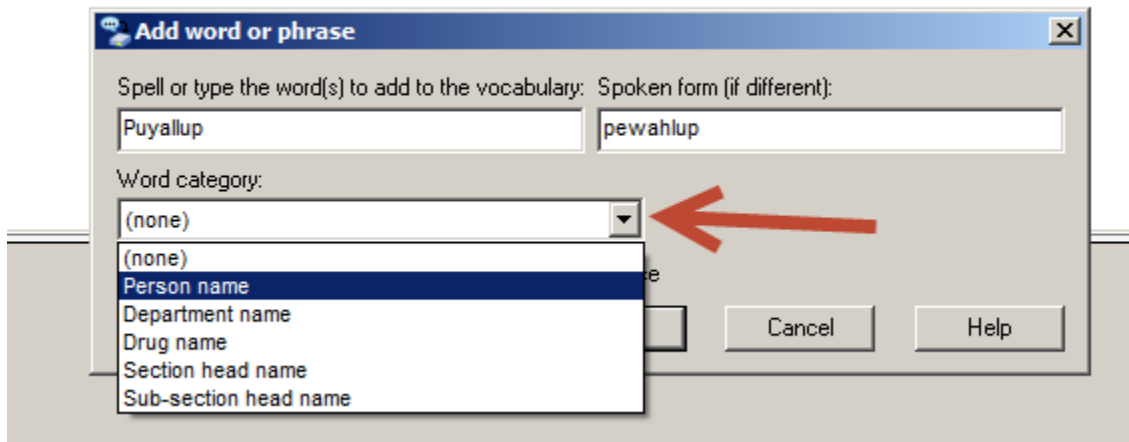 Add word or phrase
Spell or type the word(s) to add to the vocabulary: Spoken form (if different):
Puyallup pewahlup
Word category:
(none)
(none)
Person name
Department name
Drug name
Section head name
Sub-section head name
Cancel Help